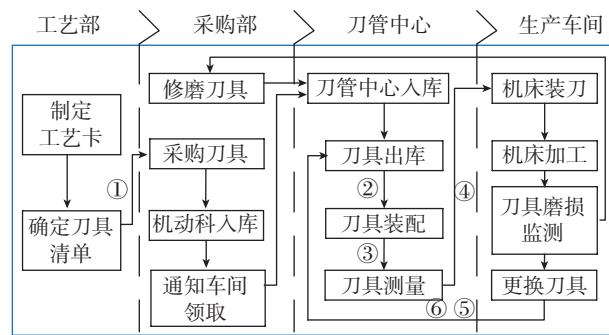 工艺部
采购部
刀管中心
生产车间
制定
工艺卡
确定刀具
清单
①
修磨刀具
采购刀具
机动科入库
通知车间
领取
刀管中心入库
刀具出库
②
刀具装配
③
刀具测量
④
⑥ ⑤
机床装刀
机床加工
刀具磨损
监测
更换刀具